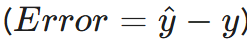 (Error = ŷ − y)